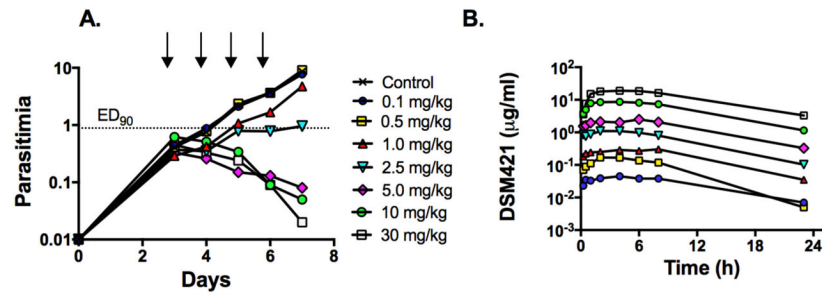 A.
Parasitimia
10
1
0.1
0.01
ED90
0 2 4 6 8
Days
Control
0.1 mg/kg
0.5 mg/kg
1.0 mg/kg
2.5 mg/kg
5.0 mg/kg
10 mg/kg
30 mg/kg
B.
DSM421 (μg/ml)
10²
10¹
10⁰
10⁻¹
10⁻²
10⁻³
0 6 12 18 24
Time (h)